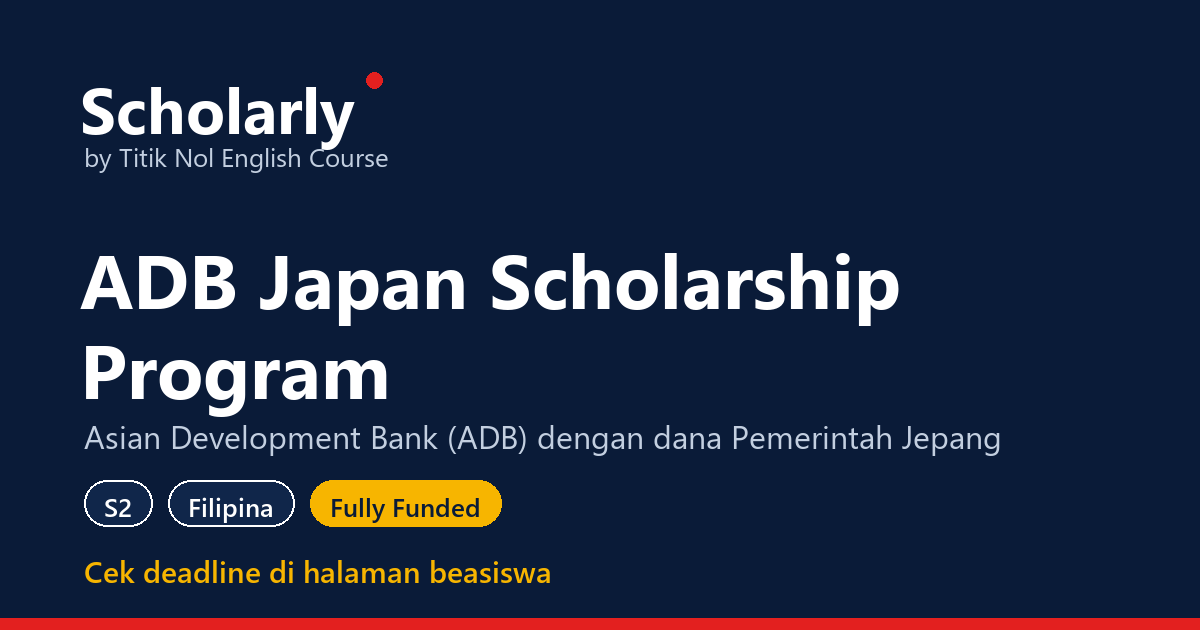 Scholarly
by Titik Nol English Course
ADB Japan Scholarship
Program
Asian Development Bank (ADB) dengan dana Pemerintah Jepang
S2 Filipina Fully Funded
Cek deadline di halaman beasiswa